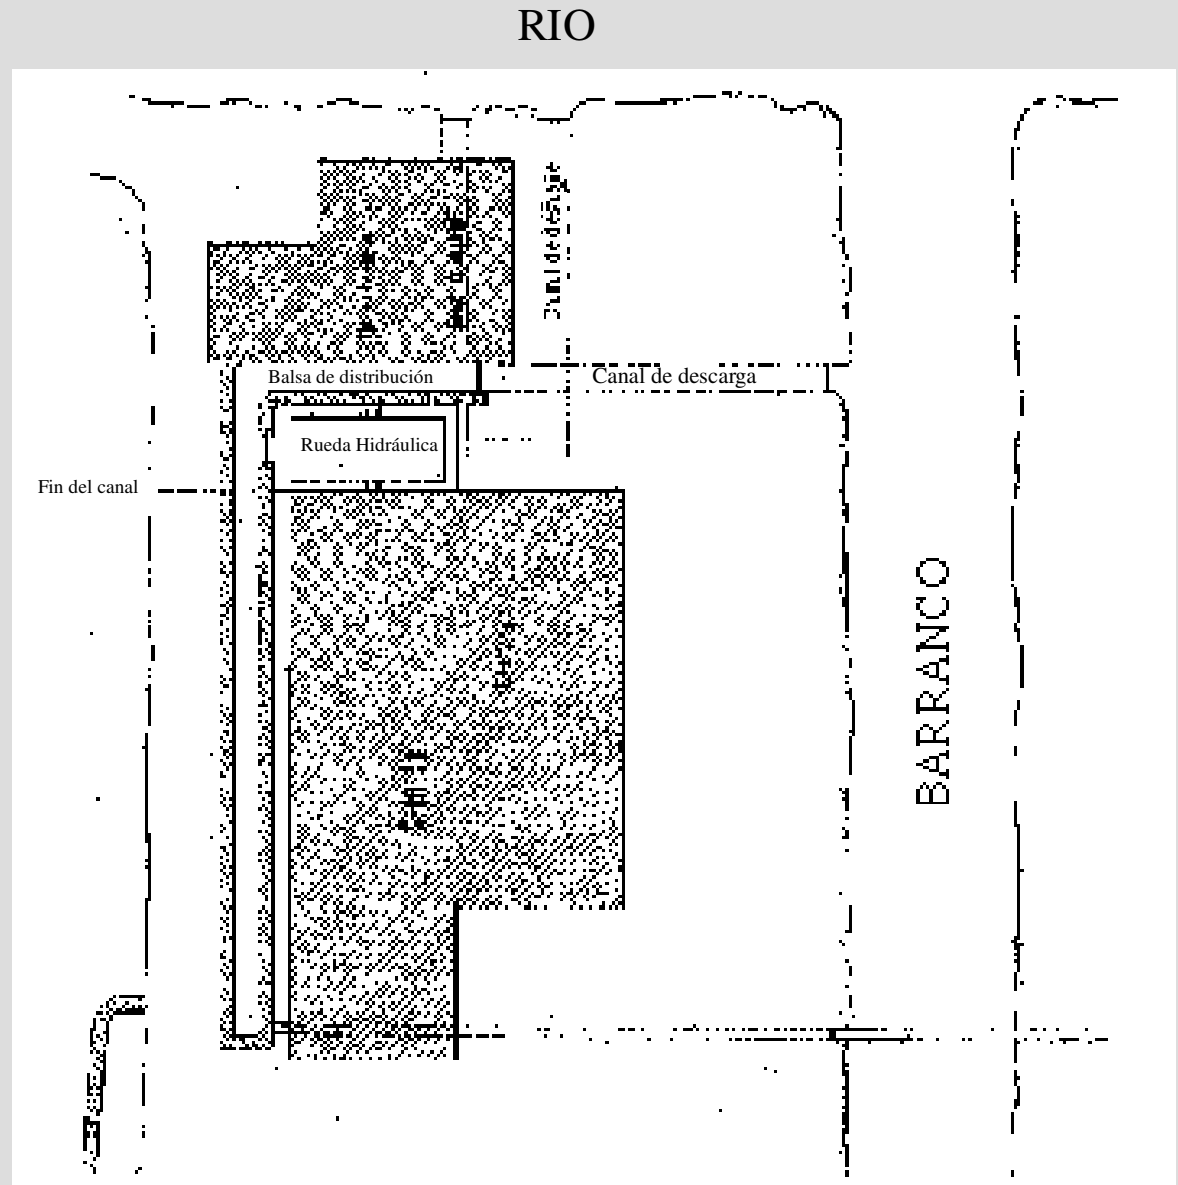 RIO
Balsa de distribución
Canal de descarga
Rueda Hidráulica
Fin del canal
BARRANCO